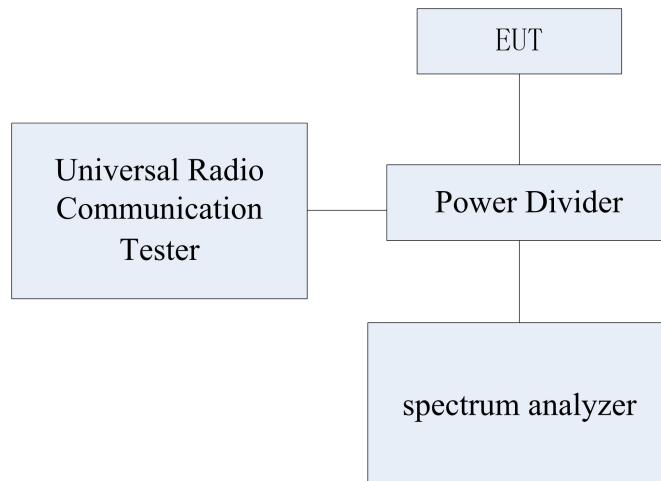 EUT
Universal Radio
Communication
Tester
Power Divider
spectrum analyzer